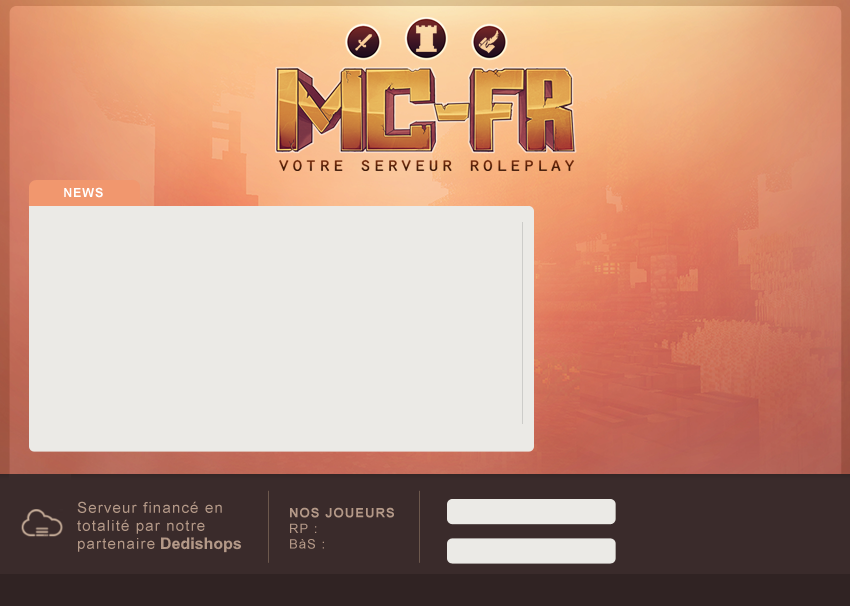 MC-FR
VOTRE SERVEUR ROLEPLAY
NEWS
Serveur financé en
totalité par notre
partenaire Dedishops
NOS JOUEURS
RP :
BàS :